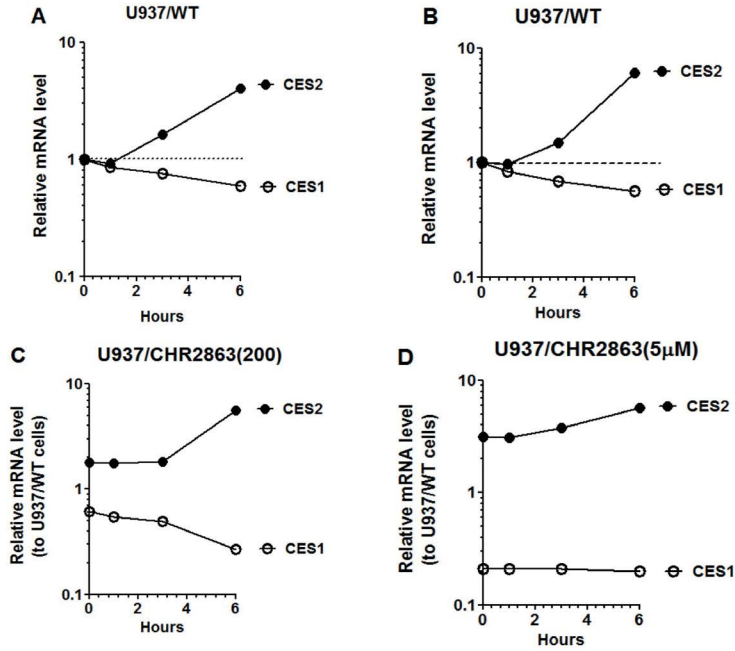 A
U937/WT
Relative mRNA level
10
1
0.1
CES2
CES1
0 2 4 6
Hours
B
U937/WT
Relative mRNA level
10
1
0.1
CES2
CES1
0 2 4 6
Hours
C
U937/CHR2863(200)
Relative mRNA level
(to U937/WT cells)
10
1
0.1
CES2
CES1
0 2 4 6
Hours
D
U937/CHR2863(5μM)
Relative mRNA level
(to U937/WT cells)
10
1
0.1
CES2
CES1
0 2 4 6
Hours